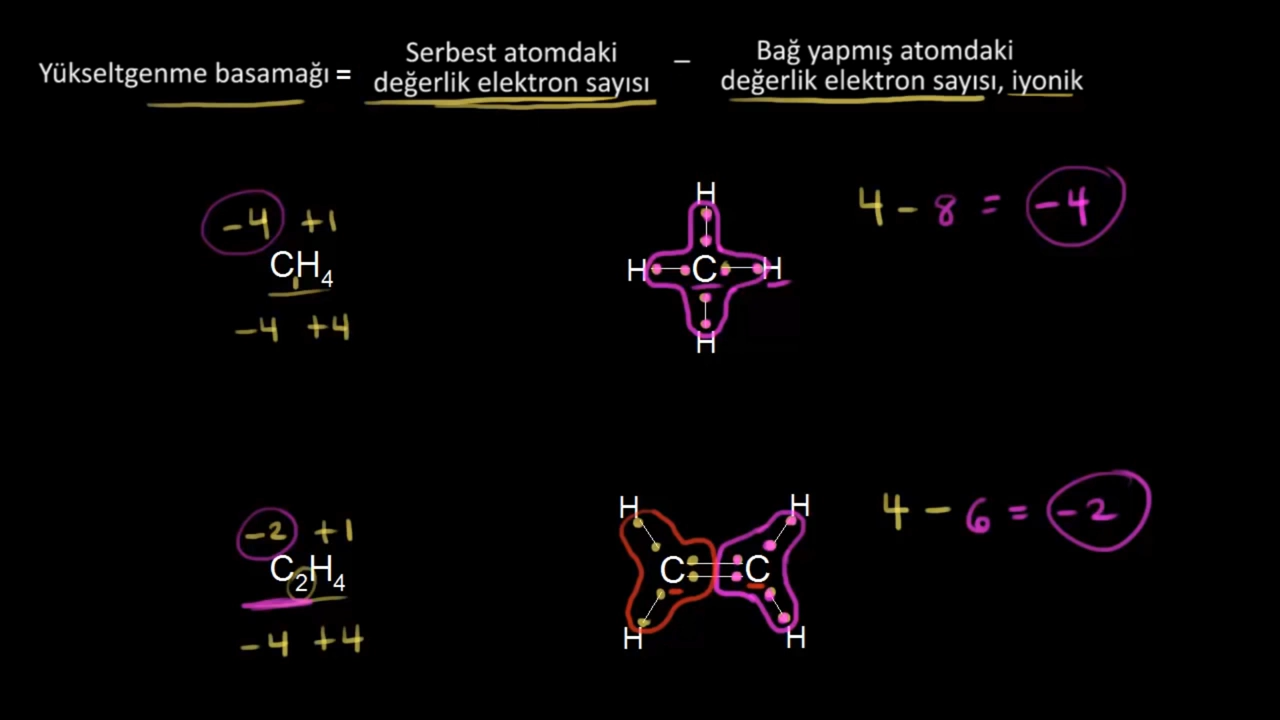 Yükseltgenme basamağı = Serbest atomdaki değerlik elektron sayısı – Bağ yapmış atomdaki değerlik elektron sayısı, iyonik
-4 +1
CH4
-4 +4
H
H C H
H
4 - 8 = -4
-2 +1
C2H4
-4 +4
H H
C C
H H
4 - 6 = -2